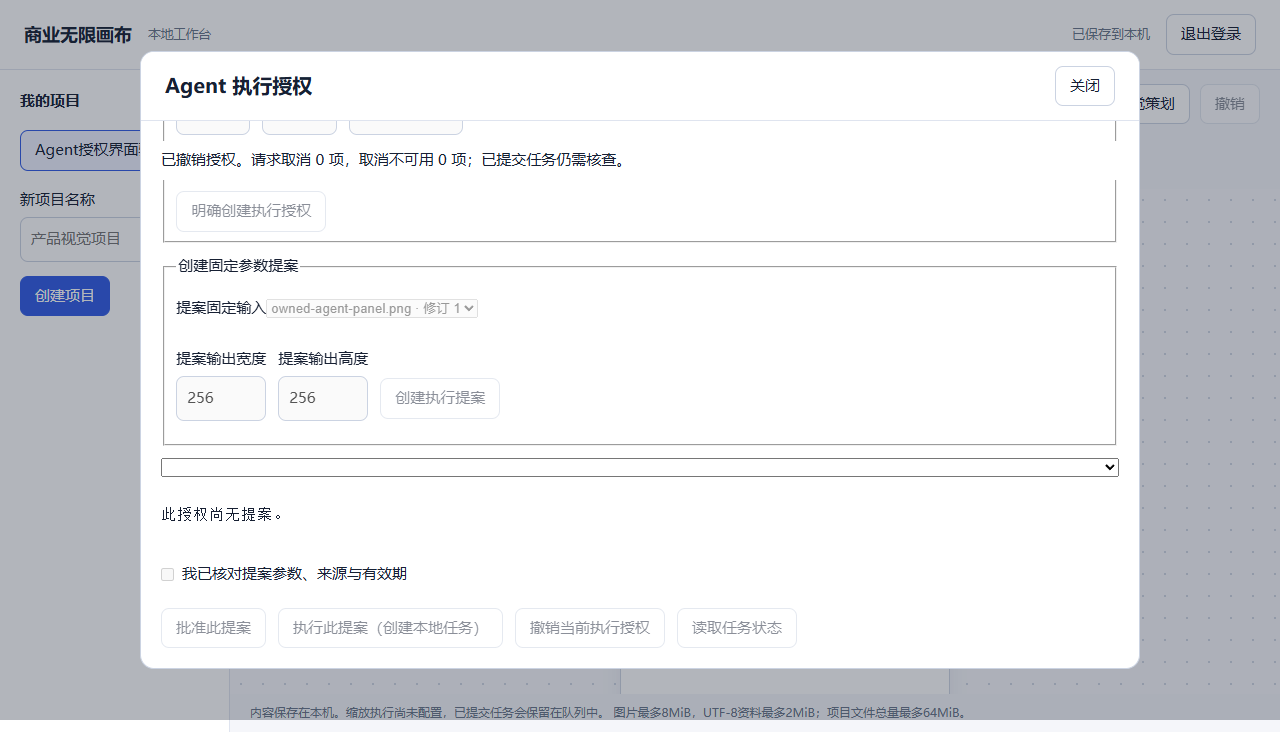 商业无限画布 本地工作台 已保存到本机 退出登录
Agent 执行授权 关闭
我的项目
策划 撤销
Agent授权界面
已撤销授权。请求取消 0 项，取消不可用 0 项；已提交任务仍需核查。
新项目名称
明确创建执行授权
产品视觉项目
创建固定参数提案
创建项目
提案固定输入 owned-agent-panel.png · 修订 1
提案输出宽度 提案输出高度
256 256 创建执行提案
此授权尚无提案。
我已核对提案参数、来源与有效期
批准此提案 执行此提案（创建本地任务） 撤销当前执行授权 读取任务状态
内容保存在本机。缩放执行尚未配置，已提交任务会保留在队列中。 图片最多8MiB，UTF-8资料最多2MiB；项目文件总量最多64MiB。